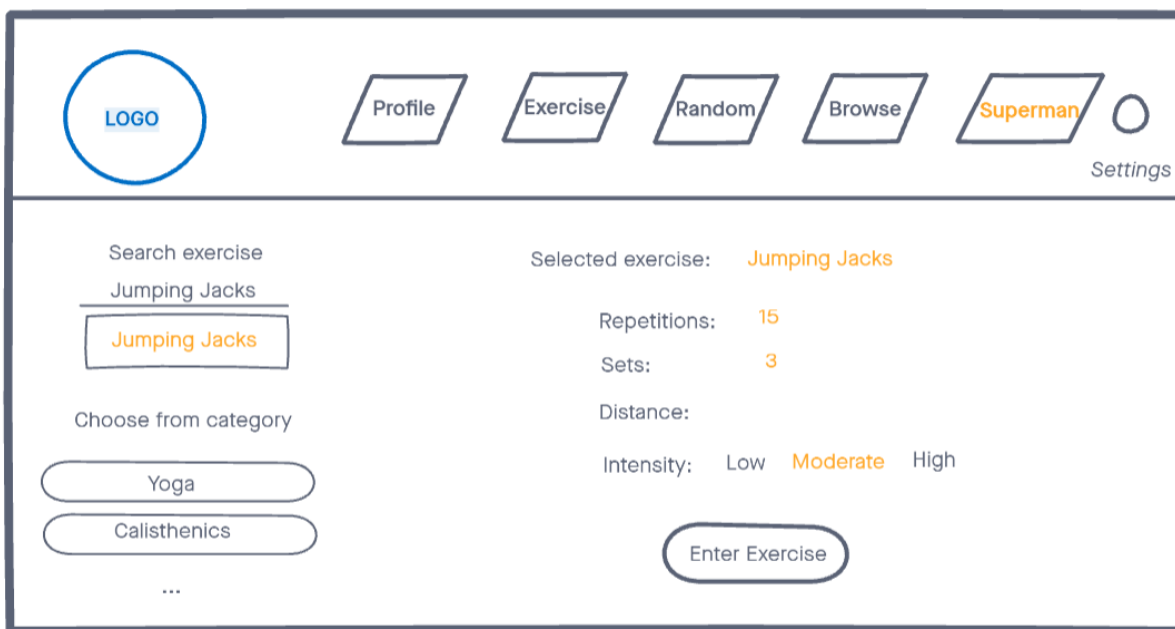 LOGO
Profile
Exercise
Random
Browse
Superman
Settings
Search exercise
Jumping Jacks
Jumping Jacks
Choose from category
Yoga
Calisthenics
...
Selected exercise: Jumping Jacks
Repetitions: 15
Sets: 3
Distance:
Intensity: Low Moderate High
Enter Exercise